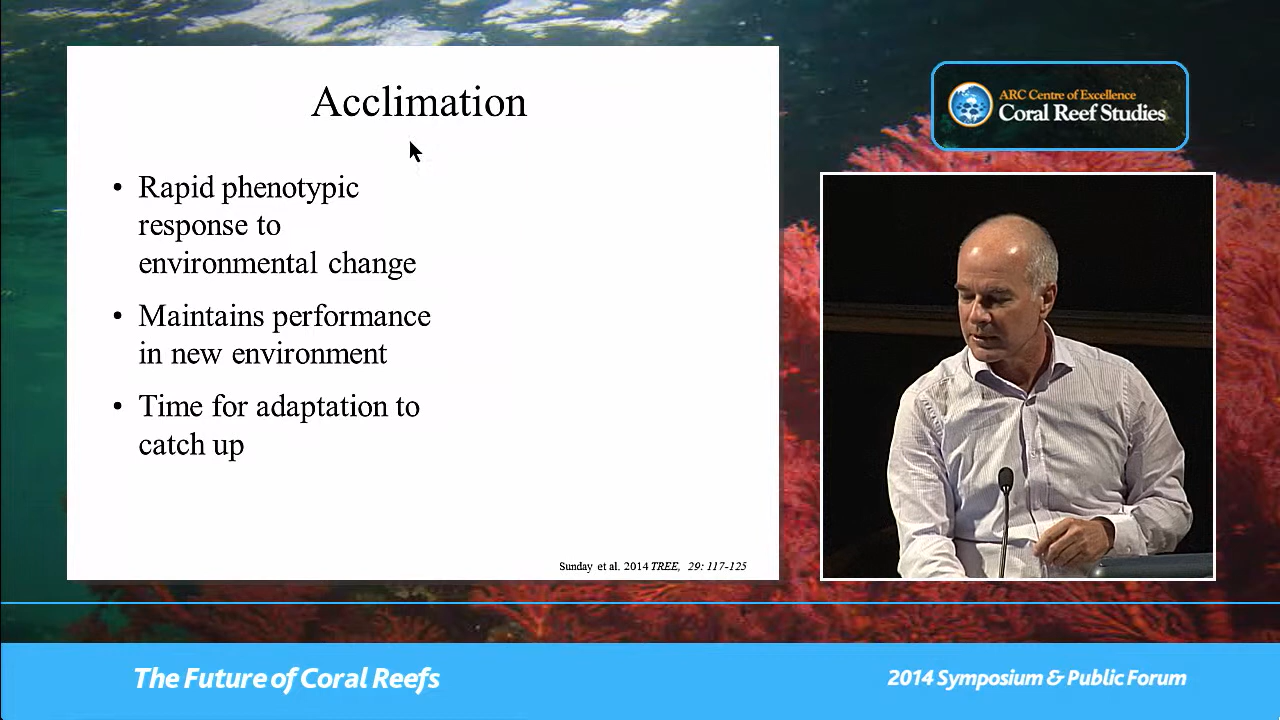 Acclimation
• Rapid phenotypic
response to
environmental change
• Maintains performance
in new environment
• Time for adaptation to
catch up
Sunday et al. 2014 TREE, 29: 117-125
ARC Centre of Excellence
Coral Reef Studies
The Future of Coral Reefs
2014 Symposium & Public Forum